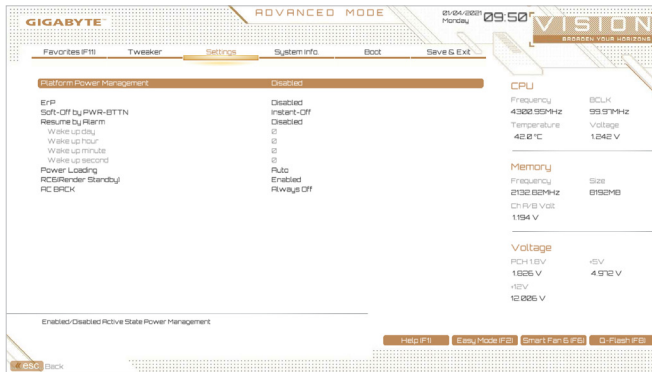 GIGABYTE
ADVANCED MODE
01/04/2021
Monday
09:50
VISION
BROADEN YOUR HORIZONS
Favorites (F11)
Tweaker
Settings
System Info.
Boot
Save & Exit
Platform Power Management Disabled
ErP Disabled
Soft-Off by PWR-BTTN Instant-Off
Resume by Alarm Disabled
Wake up day 0
Wake up hour 0
Wake up minute 0
Wake up second 0
Power Loading Auto
RC6(Render Standby) Enabled
AC BACK Always Off
CPU
Frequency BCLK
4300.95MHz 99.97MHz
Temperature Voltage
42.0 °C 1.242 V
Memory
Frequency Size
2132.82MHz 8192MB
Ch A/B Volt
1.194 V
Voltage
PCH 1.8V +5V
1.826 V 4.972 V
+12V
12.006 V
Enabled/Disabled Active State Power Management
Help (F1)
Easy Mode (F2)
Smart Fan 6 (F6)
Q-Flash (F8)
ESC Back